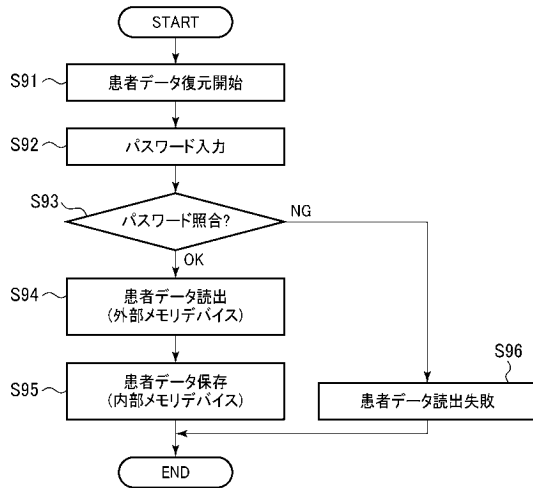 START
S91
患者データ復元開始
S92
パスワード入力
S93
パスワード照合?
NG
OK
S94
患者データ読出
(外部メモリデバイス)
S95
患者データ保存
(内部メモリデバイス)
S96
患者データ読出失敗
END